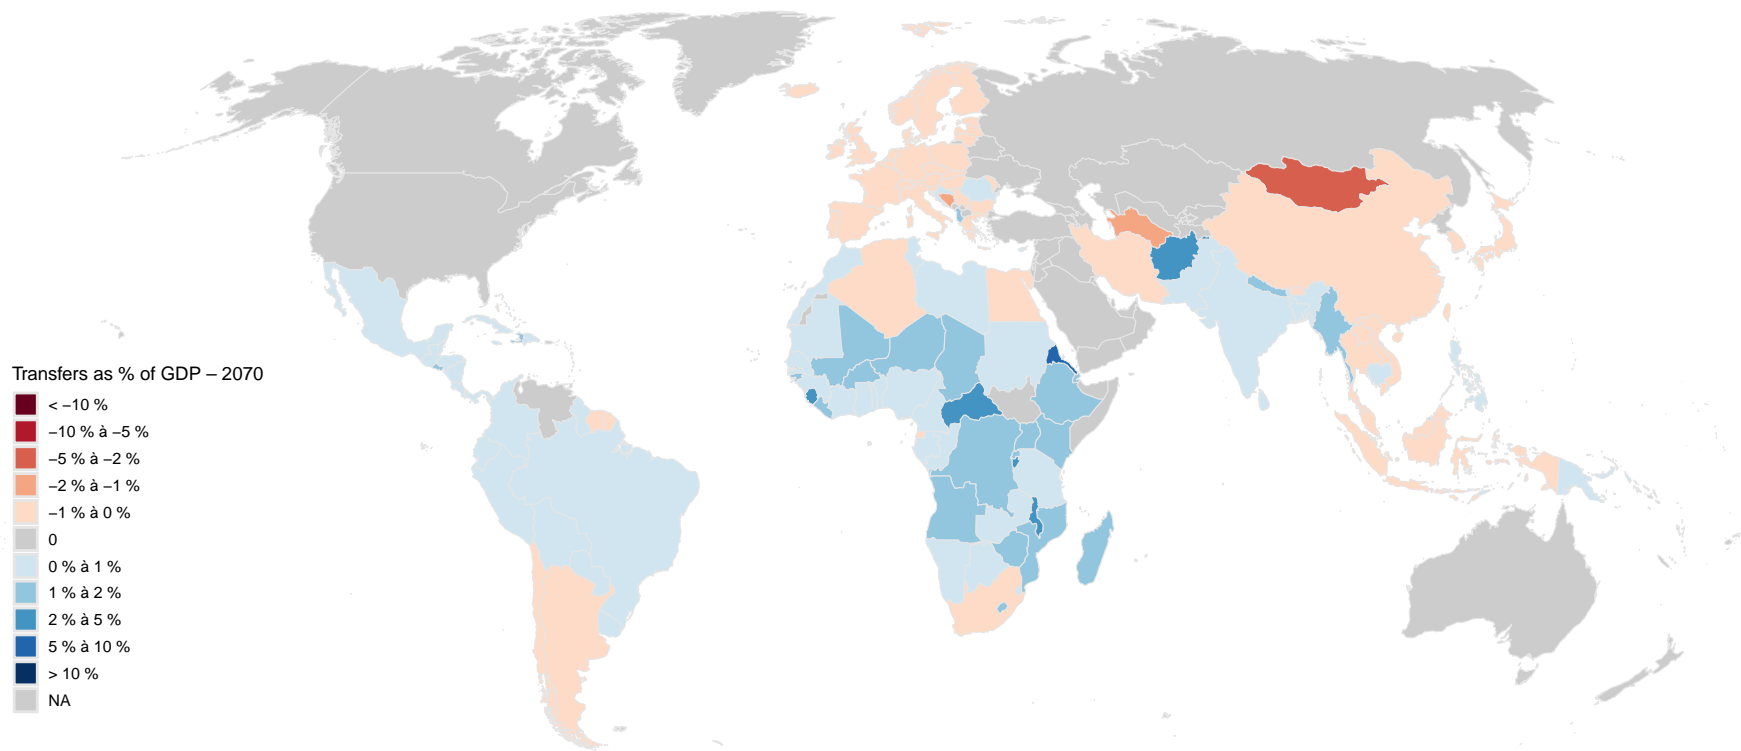 Transfers as % of GDP – 2070
< −10 %
−10 % à −5 %
−5 % à −2 %
−2 % à −1 %
−1 % à 0 %
0
0 % à 1 %
1 % à 2 %
2 % à 5 %
5 % à 10 %
> 10 %
NA